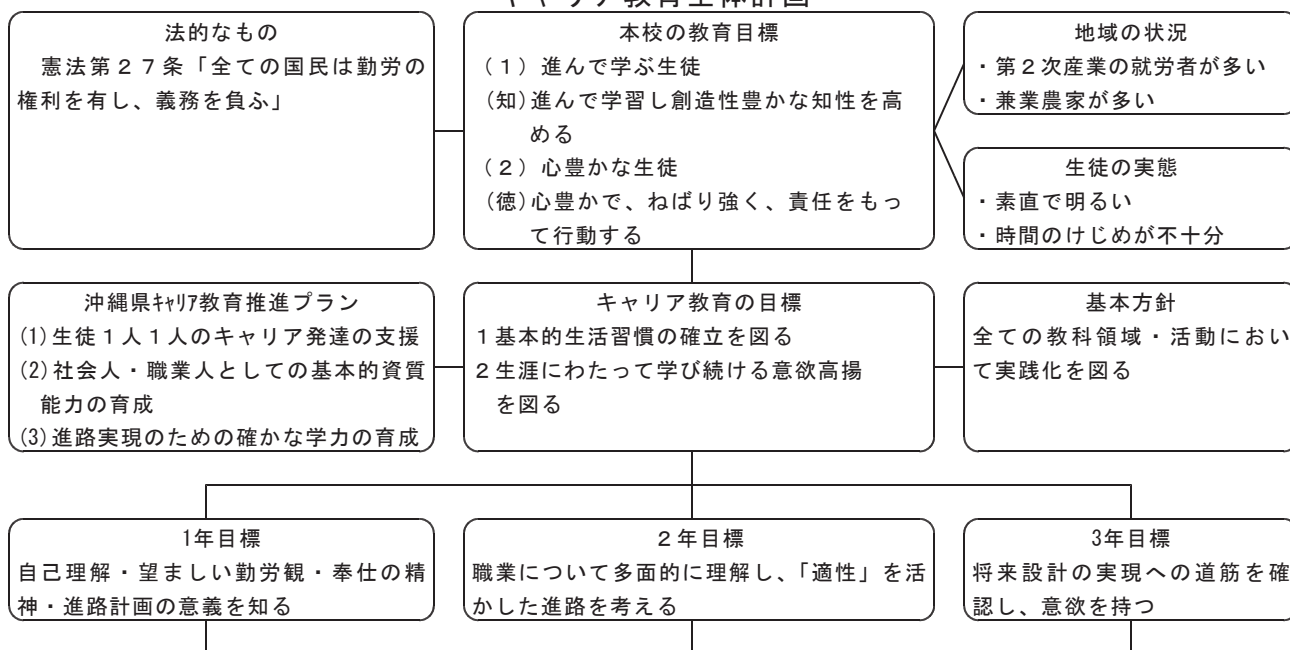 キャリア教育全体計画
法的なもの
憲法第27条「全ての国民は勤労の
権利を有し、義務を負ふ」
本校の教育目標
(1) 進んで学ぶ生徒
(知)進んで学習し創造性豊かな知性を高
める
(2) 心豊かな生徒
(徳)心豊かで、ねばり強く、責任をもっ
て行動する
地域の状況
・第2次産業の就労者が多い
・兼業農家が多い
生徒の実態
・素直で明るい
・時間のけじめが不十分
沖縄県ｷｬﾘｱ教育推進プラン
(1)生徒1人1人のキャリア発達の支援
(2)社会人・職業人としての基本的資質
能力の育成
(3)進路実現のための確かな学力の育成
キャリア教育の目標
1基本的生活習慣の確立を図る
2生涯にわたって学び続ける意欲高揚
を図る
基本方針
全ての教科領域・活動におい
て実践化を図る
1年目標
自己理解・望ましい勤労観・奉仕の精
神・進路計画の意義を知る
2年目標
職業について多面的に理解し、「適性」を活
かした進路を考える
3年目標
将来設計の実現への道筋を確
認し、意欲を持つ